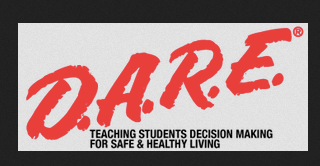 D.A.R.E.®
TEACHING STUDENTS DECISION MAKING
FOR SAFE & HEALTHY LIVING